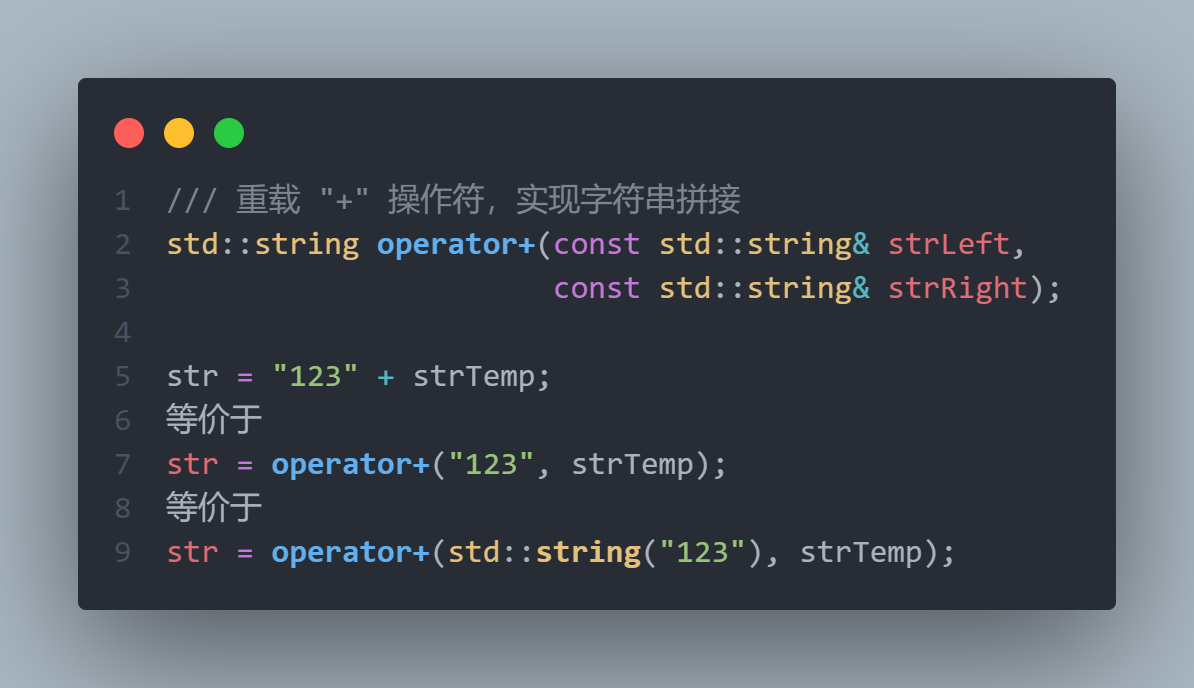 1 /// 重载 "+" 操作符，实现字符串拼接
2 std::string operator+(const std::string& strLeft,
3 const std::string& strRight);
4
5 str = "123" + strTemp;
6 等价于
7 str = operator+("123", strTemp);
8 等价于
9 str = operator+(std::string("123"), strTemp);